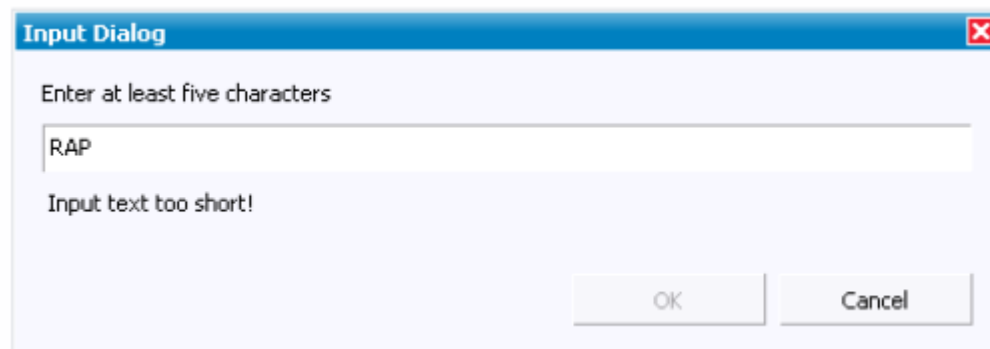 Input Dialog
Enter at least five characters
RAP
Input text too short!
OK Cancel